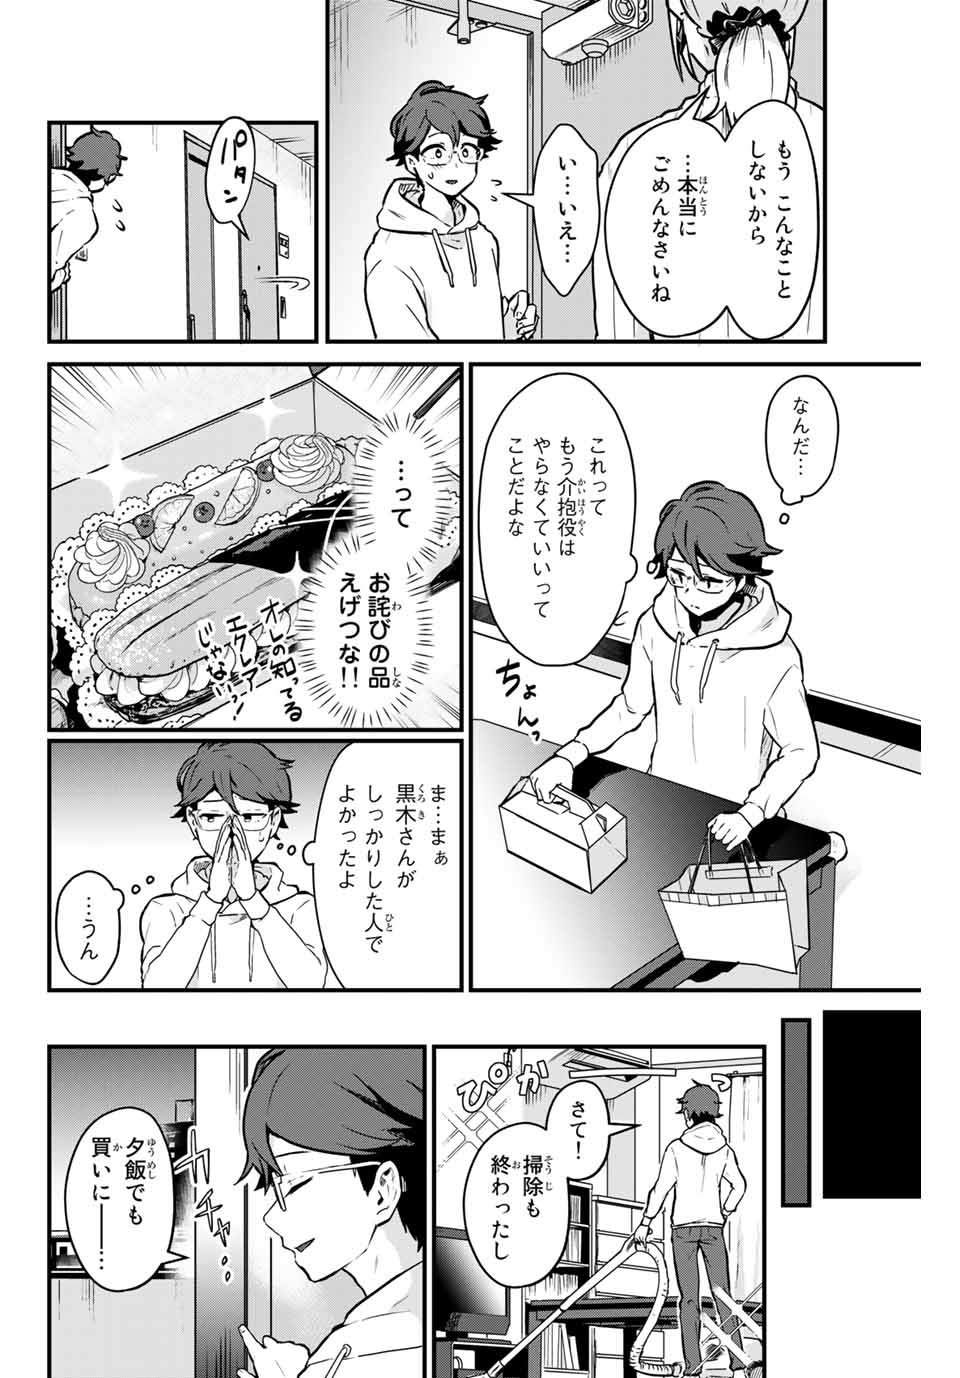 もう こんなこと
しないから
…本当に
ごめんなさいね
い…いえ…
パタン
なんだ…
これって
もう介抱役は
やらなくていいって
ことだよな
ちょんっ
…って
お詫びの品
えげつな!!
オレの知ってる
エクレア
じゃないっ!
ま…まぁ
黒木さんが
しっかりした人で
よかったよ
…うん
ぴかっ
さて!
掃除も
終わったし
ガチャ…
夕飯でも
買いに──…